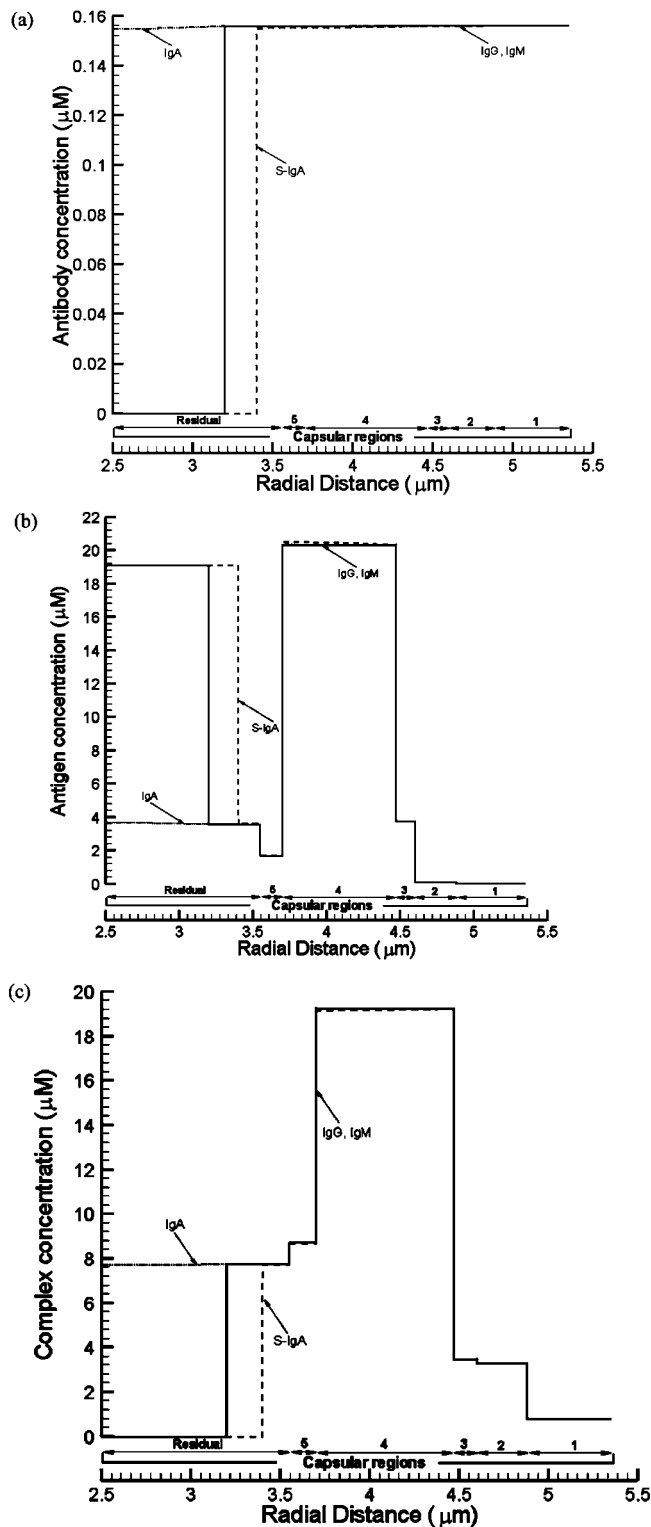 (a)
0.16
0.14
0.12
0.1
0.08
0.06
0.04
0.02
0
Antibody concentration (μM)
IgA
IgG, IgM
S-IgA
Residual 5 4 3 2 1
Capsular regions
2.5 3 3.5 4 4.5 5 5.5
Radial Distance ( μm)
(b)
22
20
18
16
14
12
10
8
6
4
2
0
Antigen concentration (μM)
IgG, IgM
S-IgA
IgA
Residual 5 4 3 2 1
Capsular regions
2.5 3 3.5 4 4.5 5 5.5
Radial Distance ( μm)
(c)
20
18
16
14
12
10
8
6
4
2
0
Complex concentration (μM)
IgG, IgM
IgA
S-IgA
Residual 5 4 3 2 1
Capsular regions
2.5 3 3.5 4 4.5 5 5.5
Radial Distance ( μm)